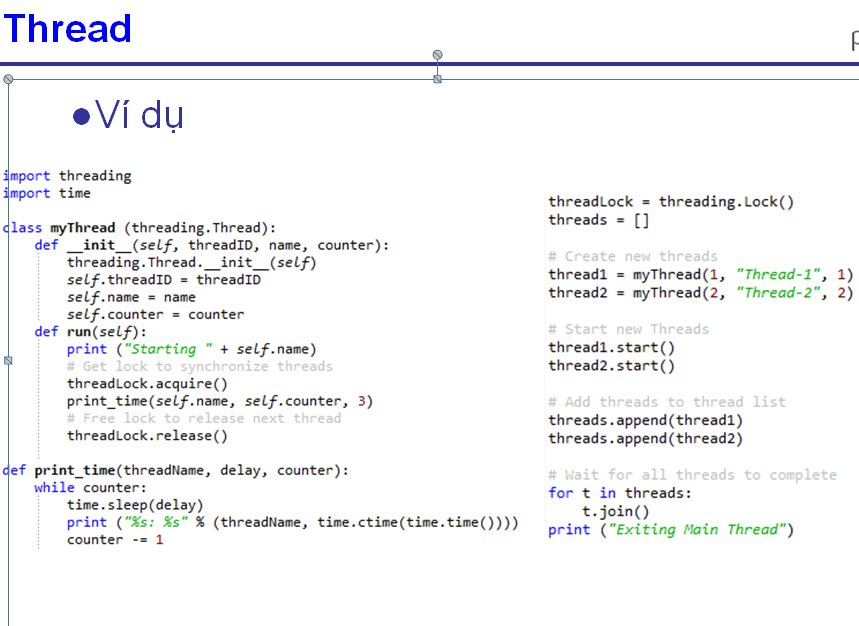 Thread
•Ví dụ
import threading
import time
class myThread (threading.Thread):
    def __init__(self, threadID, name, counter):
        threading.Thread.__init__(self)
        self.threadID = threadID
        self.name = name
        self.counter = counter
    def run(self):
        print ("Starting " + self.name)
        # Get lock to synchronize threads
        threadLock.acquire()
        print_time(self.name, self.counter, 3)
        # Free lock to release next thread
        threadLock.release()
def print_time(threadName, delay, counter):
    while counter:
        time.sleep(delay)
        print ("%s: %s" % (threadName, time.ctime(time.time())))
        counter -= 1
threadLock = threading.Lock()
threads = []
# Create new threads
thread1 = myThread(1, "Thread-1", 1)
thread2 = myThread(2, "Thread-2", 2)
# Start new Threads
thread1.start()
thread2.start()
# Add threads to thread list
threads.append(thread1)
threads.append(thread2)
# Wait for all threads to complete
for t in threads:
    t.join()
print ("Exiting Main Thread")